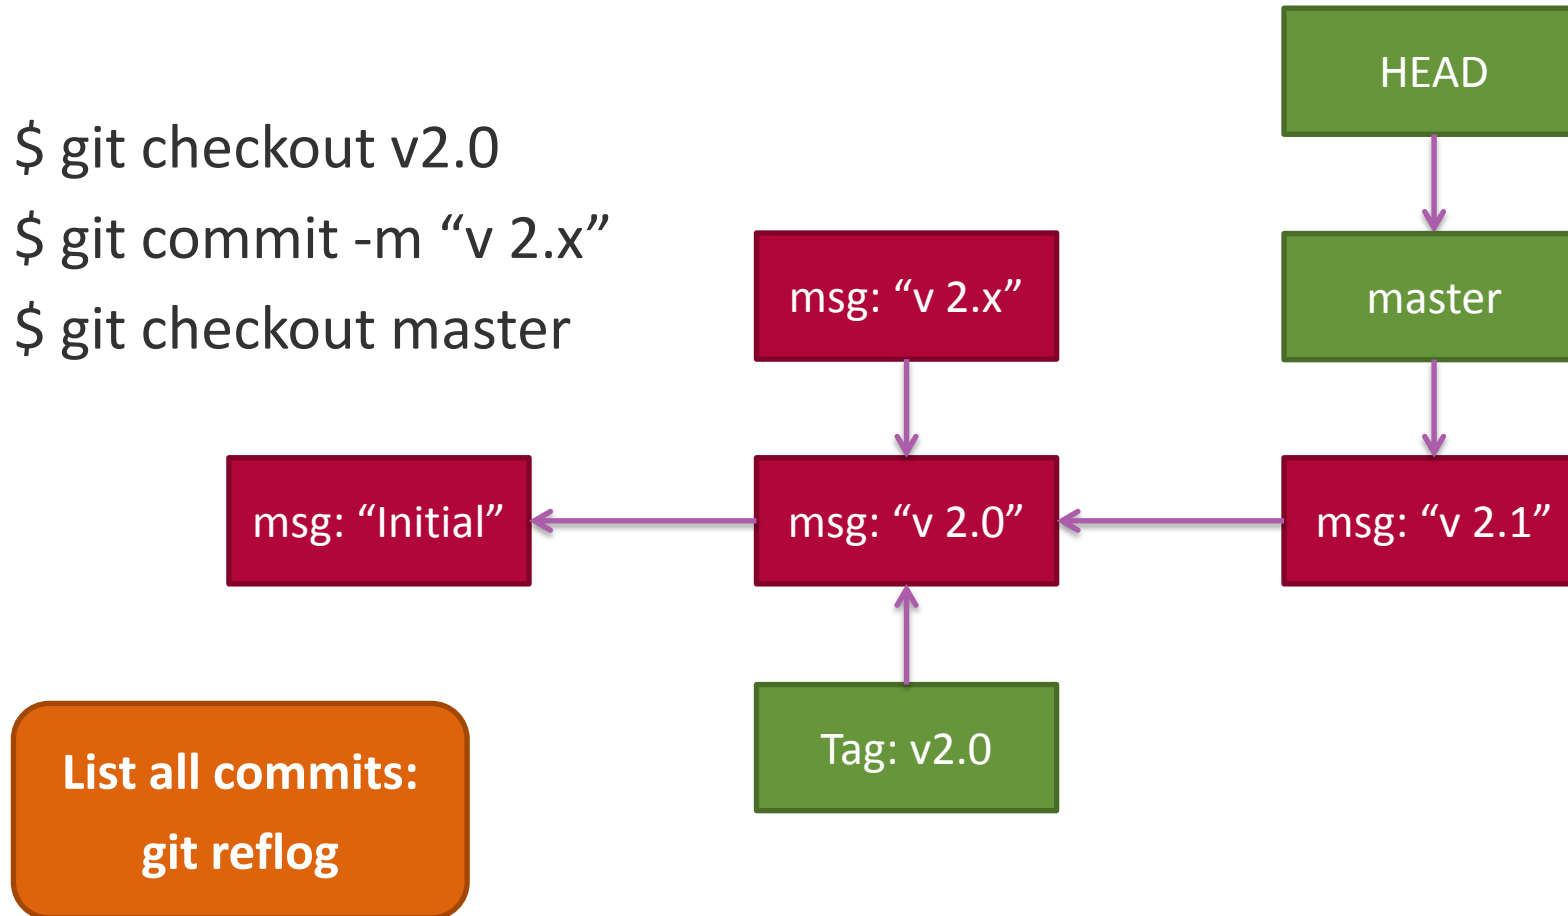 $ git checkout v2.0
$ git commit -m “v 2.x”
$ git checkout master
HEAD
msg: “v 2.x”
master
msg: “Initial”
msg: “v 2.0”
msg: “v 2.1”
Tag: v2.0
List all commits:
git reflog